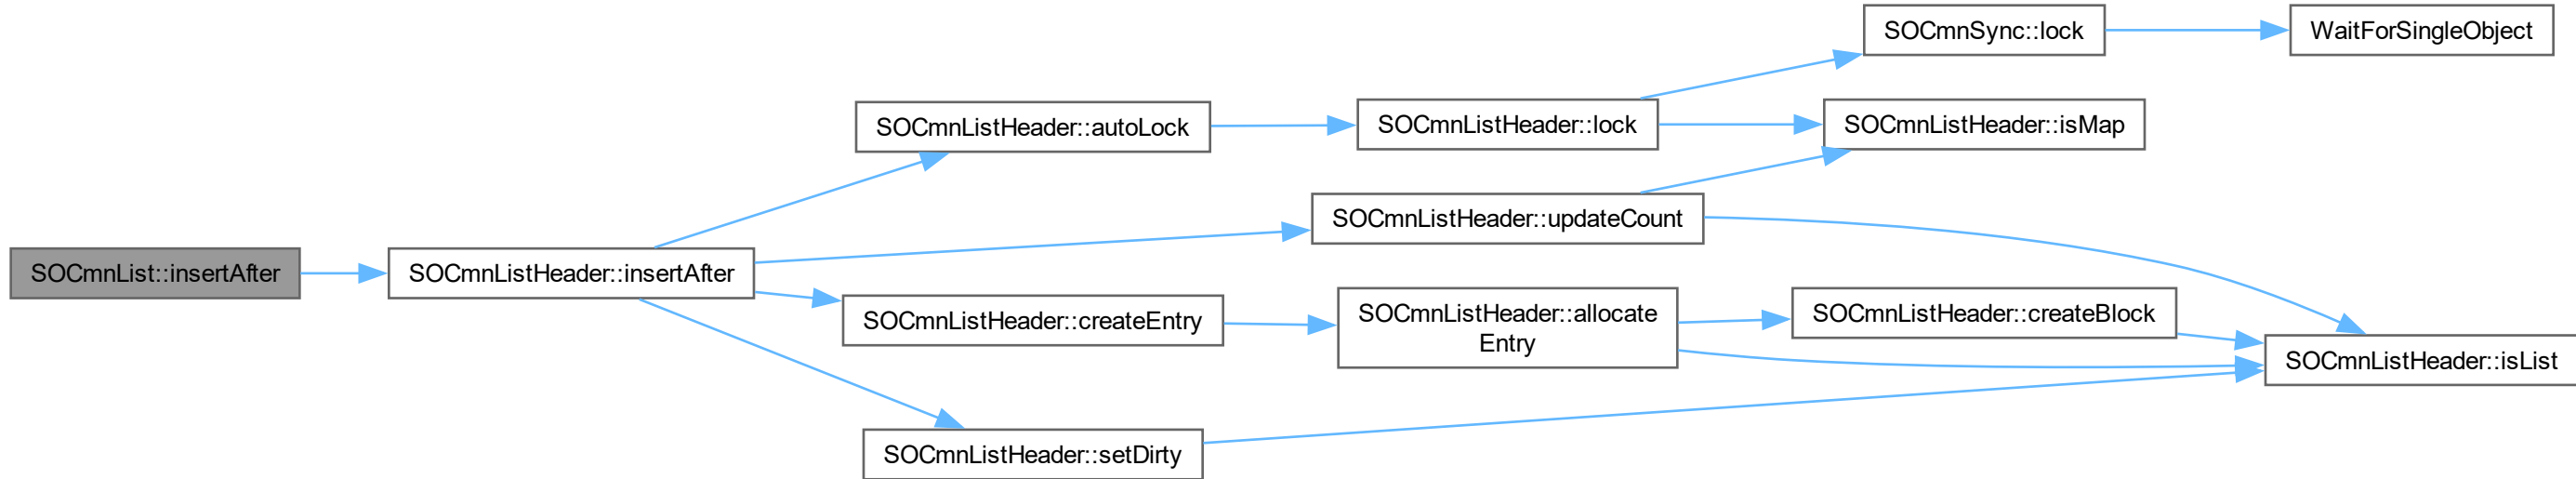 SOCmnList::insertAfter
SOCmnListHeader::insertAfter
SOCmnListHeader::autoLock
SOCmnListHeader::lock
SOCmnSync::lock
WaitForSingleObject
SOCmnListHeader::isMap
SOCmnListHeader::updateCount
SOCmnListHeader::createEntry
SOCmnListHeader::allocate
Entry
SOCmnListHeader::createBlock
SOCmnListHeader::isList
SOCmnListHeader::setDirty